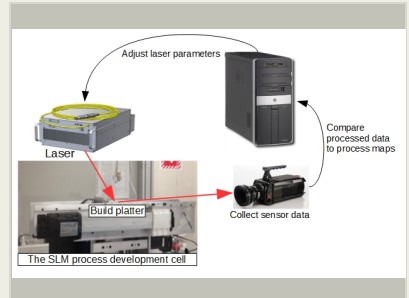 Adjust laser parameters
Laser
Compare
processed data
to process maps
Build platter
Collect sensor data
The SLM process development cell